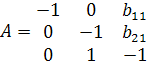 -1 0 b₁₁
A = 0 -1 b₂₁
0 1 -1